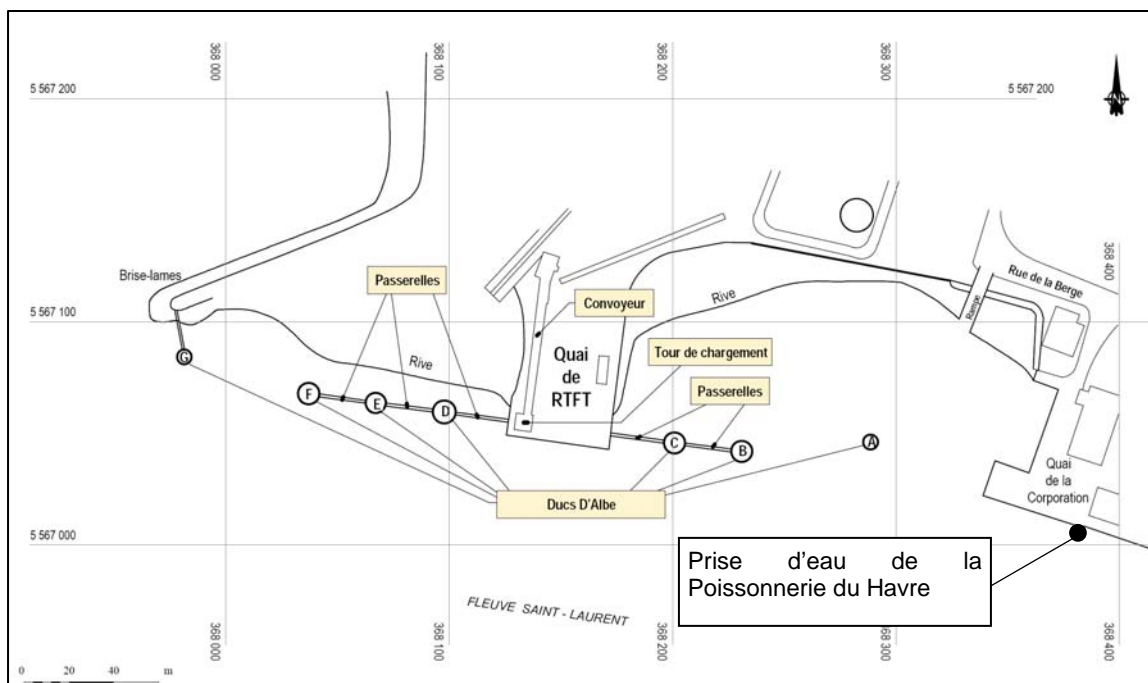 368 000
368 100
368 200
368 300
5 567 200
5 567 200
N
368 400
Brise-lames
Passerelles
Convoyeur
Rive
Rampe
Rue de la Berge
5 567 100
Tour de chargement
Quai
de
RTFT
Rive
Passerelles
G
F
E
D
C
B
A
Ducs D'Albe
Quai
de la
Corporation
5 567 000
Prise d'eau de la
Poissonnerie du Havre
FLEUVE SAINT - LAURENT
368 000
368 100
368 200
368 300
368 400
0 20 40 m